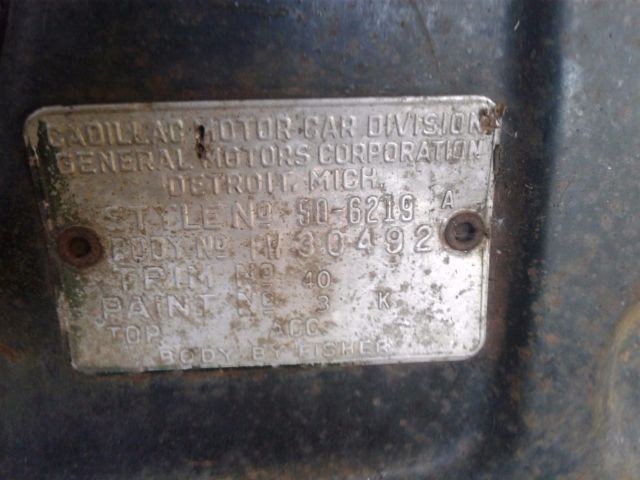 CADILLAC MOTOR CAR DIVISION
GENERAL MOTORS CORPORATION
DETROIT, MICH.
STYLE Nº 50-6219 A
BODY Nº FW 30492
TRIM Nº 40
PAINT Nº 3 K
TOP ACC
BODY BY FISHER